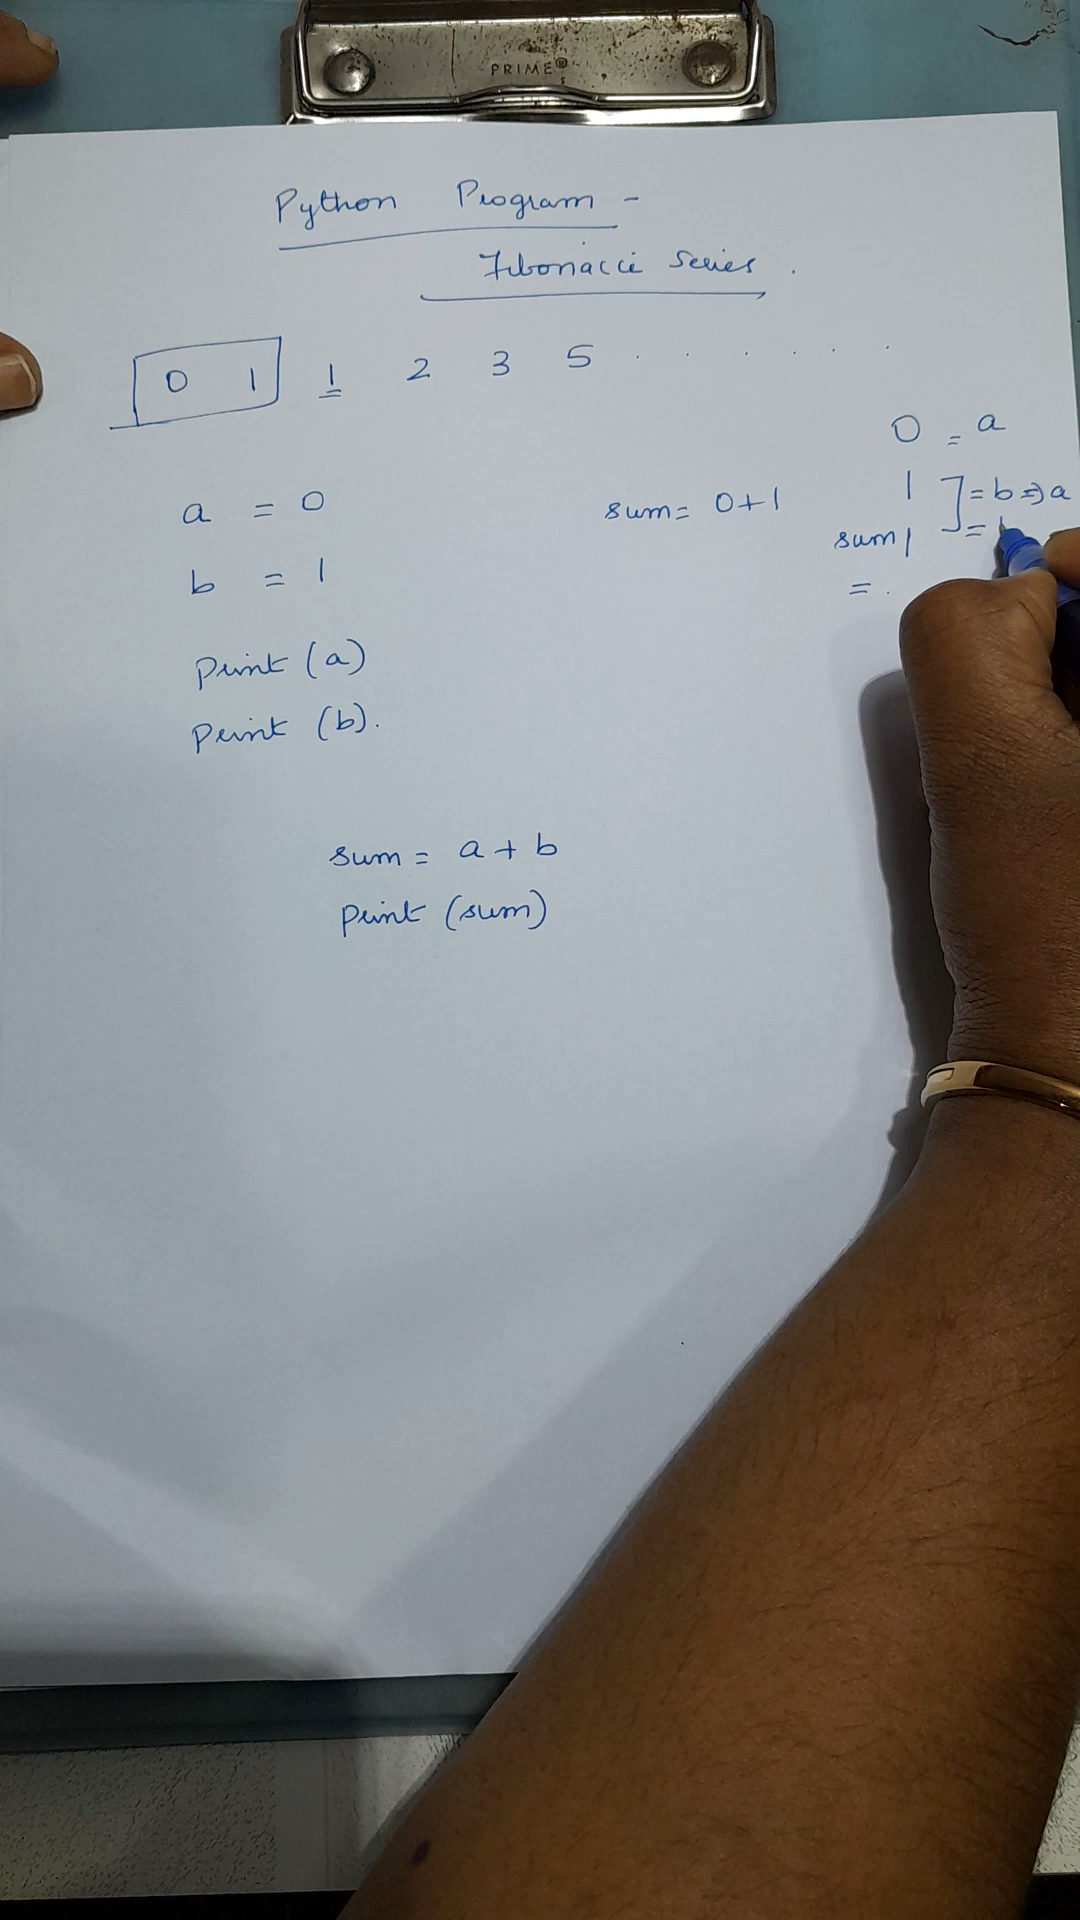 PRIME®
Python Program -
Fibonacci Series.
0 1 1 2 3 5 . . . . . .
0 = a
a = 0
sum = 0+1
1 ] = b ⇒ a
sum 1 =
b = 1
= .
print (a)
print (b).
sum = a + b
print (sum)